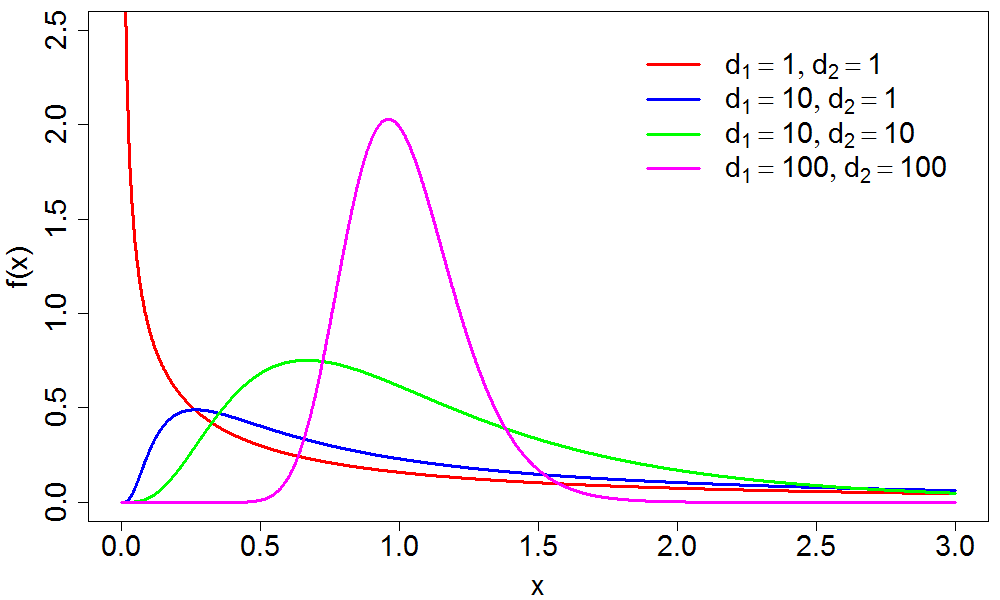 d₁ = 1, d₂ = 1
d₁ = 10, d₂ = 1
d₁ = 10, d₂ = 10
d₁ = 100, d₂ = 100
f(x)
2.5
2.0
1.5
1.0
0.5
0.0
0.0 0.5 1.0 1.5 2.0 2.5 3.0
x